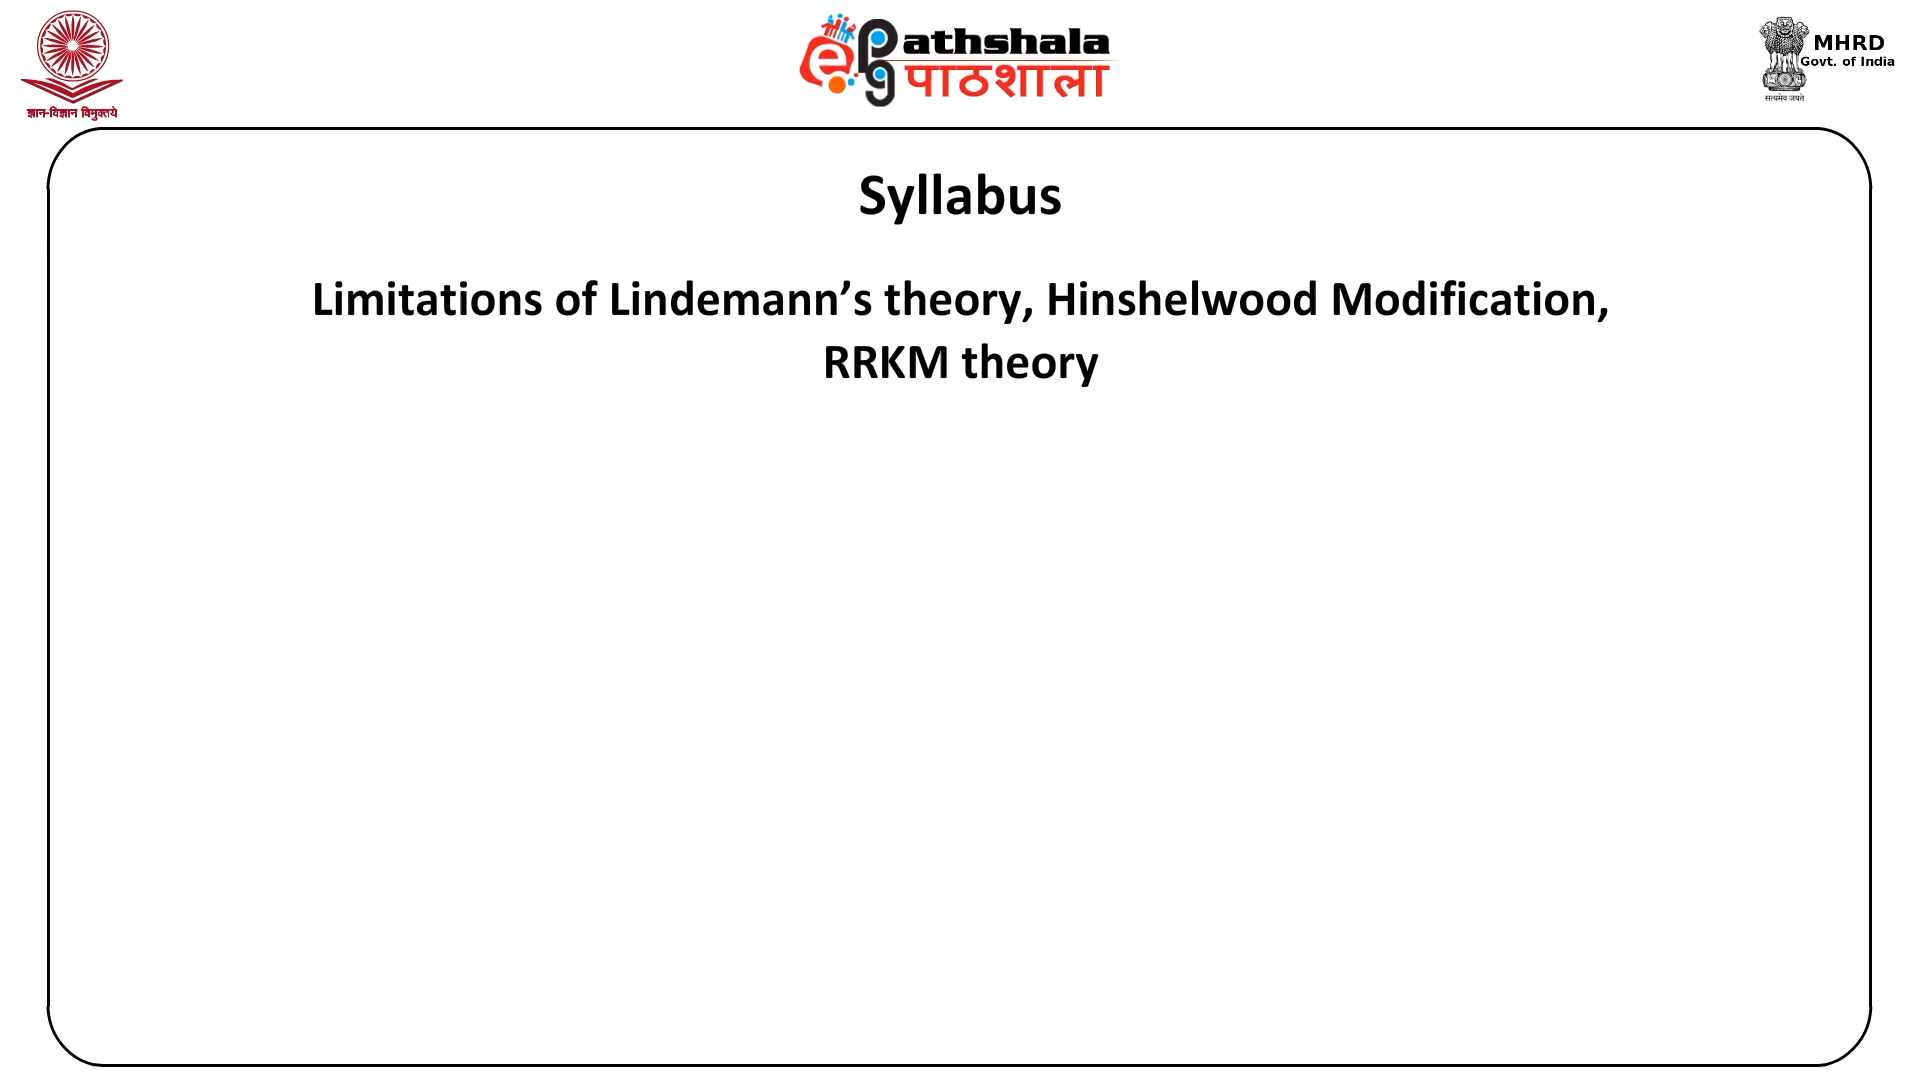 ज्ञान-विज्ञान विमुक्तये
e pg athshala
पाठशाला
MHRD
Govt. of India
सत्यमेव जयते
Syllabus
Limitations of Lindemann’s theory, Hinshelwood Modification,
RRKM theory